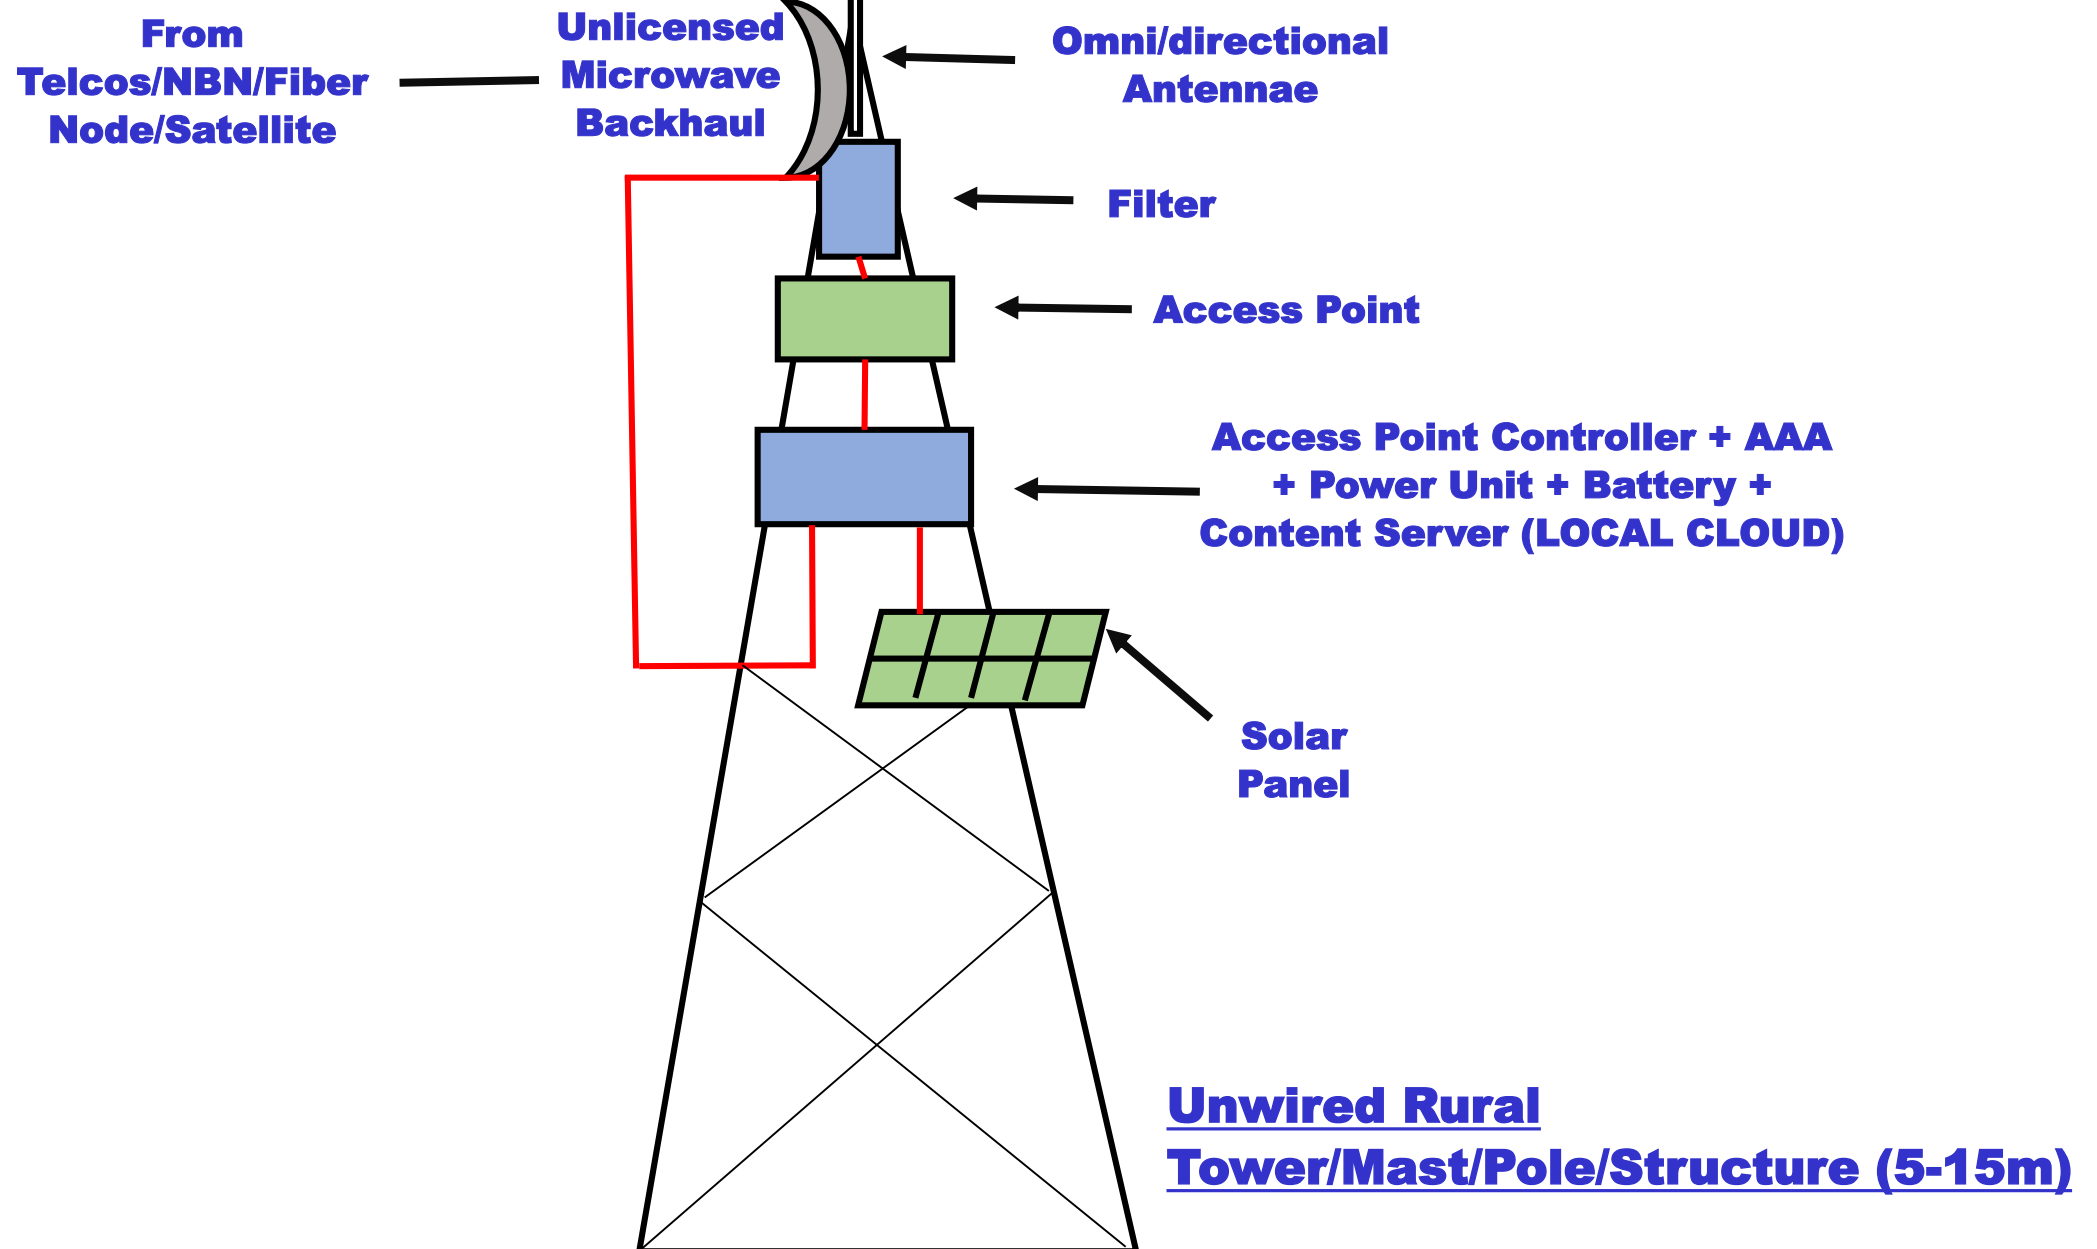 From
Telcos/NBN/Fiber
Node/Satellite
Unlicensed
Microwave
Backhaul
Omni/directional
Antennae
Filter
Access Point
Access Point Controller + AAA
+ Power Unit + Battery +
Content Server (LOCAL CLOUD)
Solar
Panel
Unwired Rural
Tower/Mast/Pole/Structure (5-15m)